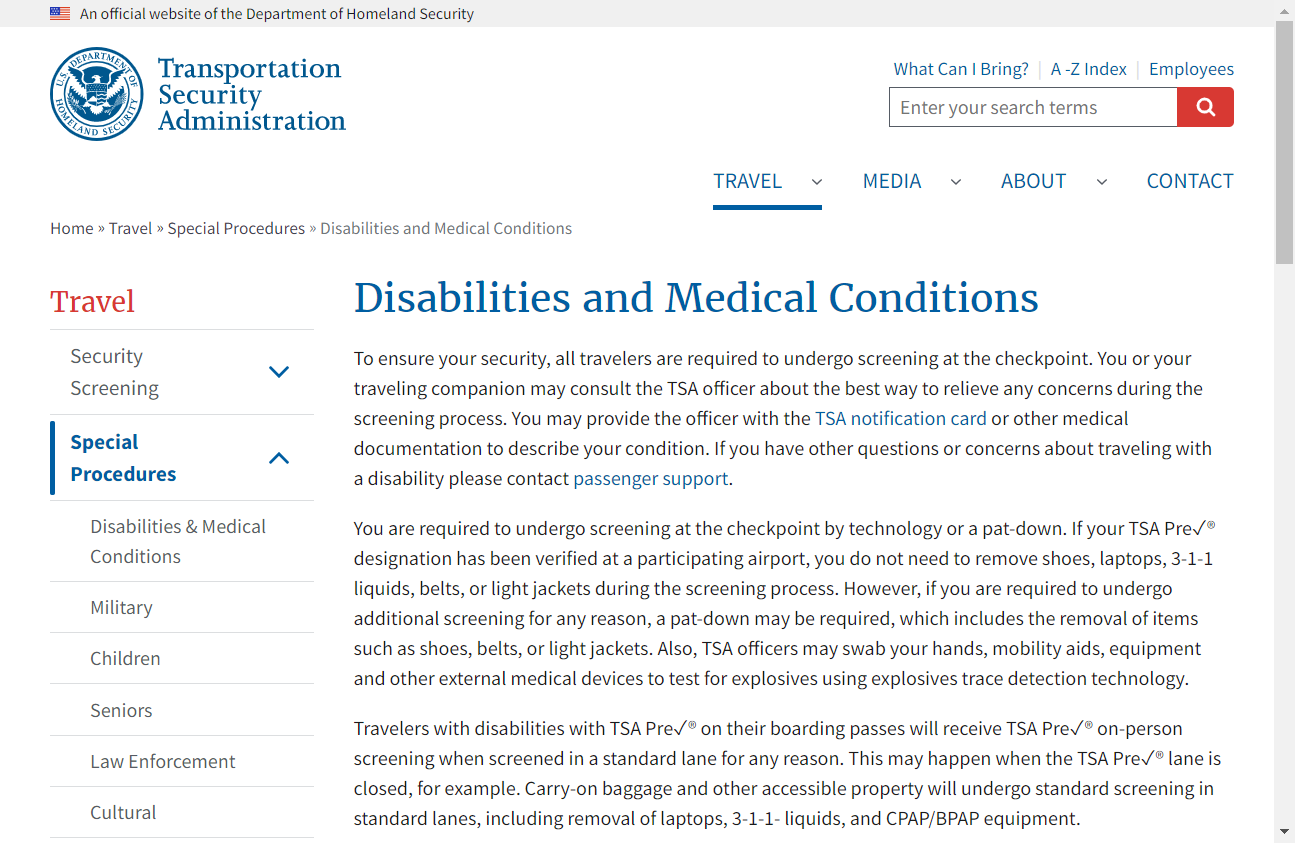 An official website of the Department of Homeland Security
U.S. DEPARTMENT OF HOMELAND SECURITY
Transportation
Security
Administration
What Can I Bring?
A -Z Index
Employees
Enter your search terms
TRAVEL
MEDIA
ABOUT
CONTACT
Home » Travel » Special Procedures » Disabilities and Medical Conditions
Travel
Security
Screening
Special
Procedures
Disabilities & Medical
Conditions
Military
Children
Seniors
Law Enforcement
Cultural
Disabilities and Medical Conditions
To ensure your security, all travelers are required to undergo screening at the checkpoint. You or your
traveling companion may consult the TSA officer about the best way to relieve any concerns during the
screening process. You may provide the officer with the TSA notification card or other medical
documentation to describe your condition. If you have other questions or concerns about traveling with
a disability please contact passenger support.
You are required to undergo screening at the checkpoint by technology or a pat-down. If your TSA Pre✓®
designation has been verified at a participating airport, you do not need to remove shoes, laptops, 3-1-1
liquids, belts, or light jackets during the screening process. However, if you are required to undergo
additional screening for any reason, a pat-down may be required, which includes the removal of items
such as shoes, belts, or light jackets. Also, TSA officers may swab your hands, mobility aids, equipment
and other external medical devices to test for explosives using explosives trace detection technology.
Travelers with disabilities with TSA Pre✓® on their boarding passes will receive TSA Pre✓® on-person
screening when screened in a standard lane for any reason. This may happen when the TSA Pre✓® lane is
closed, for example. Carry-on baggage and other accessible property will undergo standard screening in
standard lanes, including removal of laptops, 3-1-1- liquids, and CPAP/BPAP equipment.